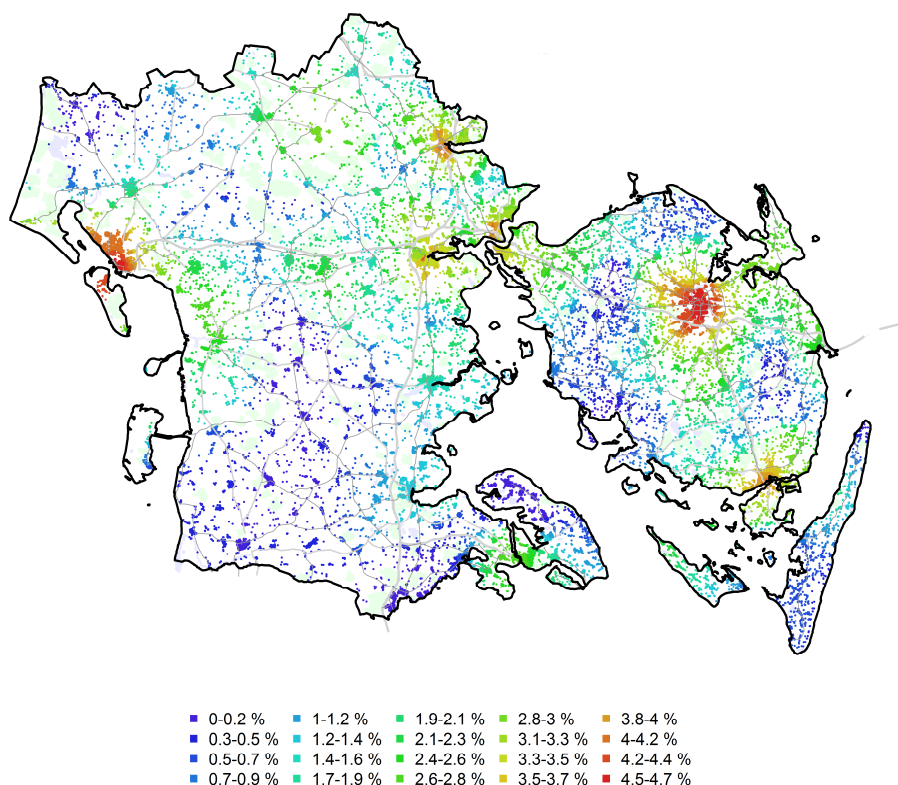 0-0.2 % 1-1.2 % 1.9-2.1 % 2.8-3 % 3.8-4 %
0.3-0.5 % 1.2-1.4 % 2.1-2.3 % 3.1-3.3 % 4-4.2 %
0.5-0.7 % 1.4-1.6 % 2.4-2.6 % 3.3-3.5 % 4.2-4.4 %
0.7-0.9 % 1.7-1.9 % 2.6-2.8 % 3.5-3.7 % 4.5-4.7 %